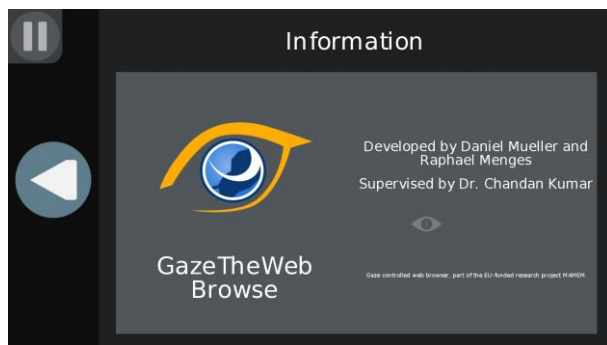 Information
GazeTheWeb
Browse
Developed by Daniel Mueller and
Raphael Menges
Supervised by Dr. Chandan Kumar
Gaze controlled web browser, part of the EU-funded research project MAMEM.